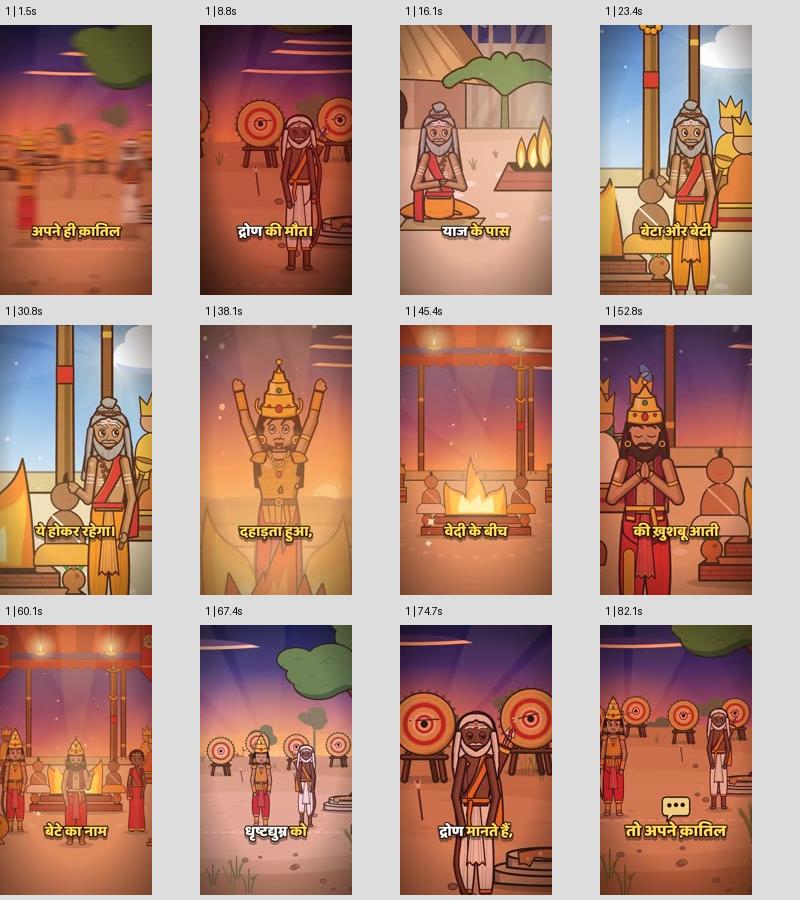 1 | 1.5s
1 | 8.8s
1 | 16.1s
1 | 23.4s
अपने ही क़ातिल
द्रोण की मौत।
याज के पास
बेटा और बेटी
1 | 30.8s
1 | 38.1s
1 | 45.4s
1 | 52.8s
ये होकर रहेगा।
दहाड़ता हुआ,
वेदी के बीच
की ख़ुशबू आती
1 | 60.1s
1 | 67.4s
1 | 74.7s
1 | 82.1s
बेटे का नाम
धृष्टद्युम्न को
द्रोण मानते हैं,
तो अपने क़ातिल